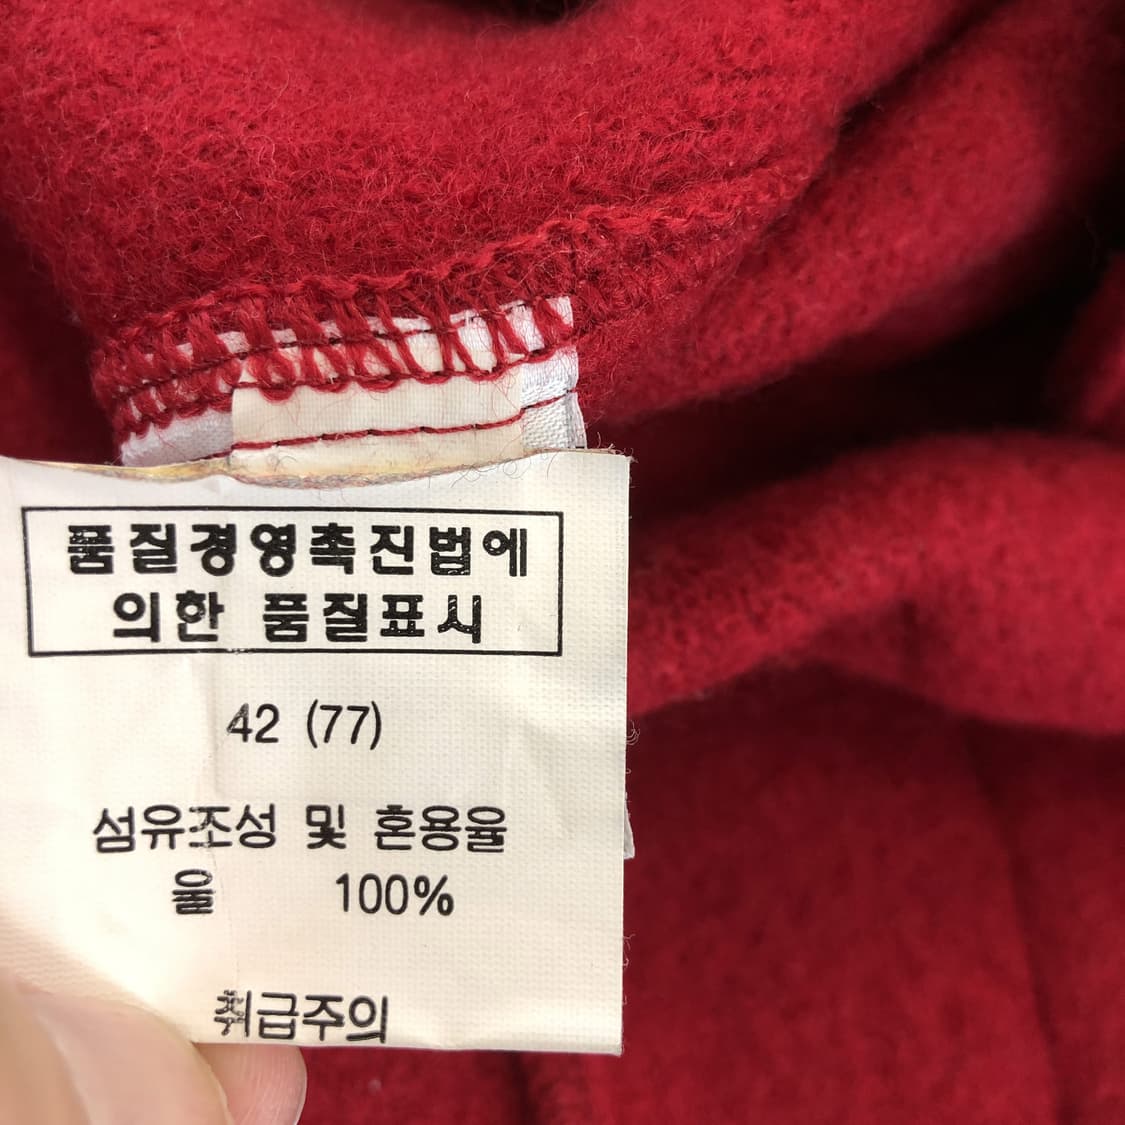 품질경영촉진법에
의한 품질표시
42 (77)
섬유조성 및 혼용율
울 100%
취급주의